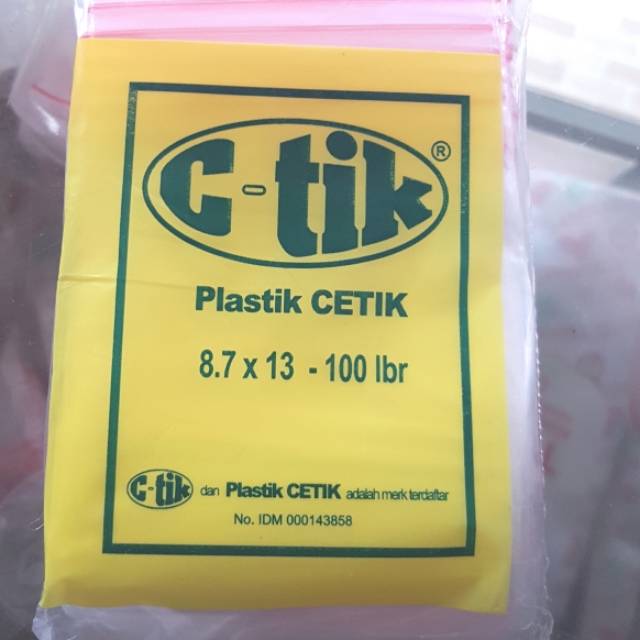 C-tik ®
Plastik CETIK
8.7 x 13 - 100 lbr
C-tik dan Plastik CETIK adalah merk terdaftar
No. IDM 000143858